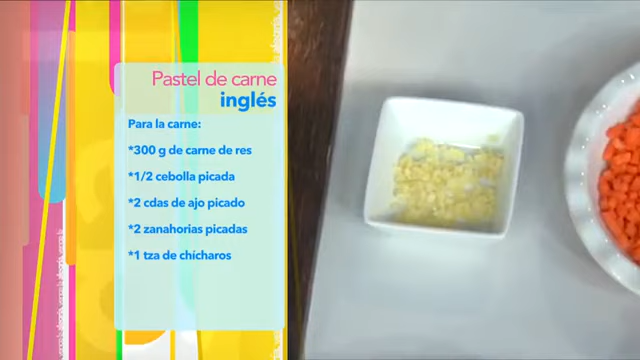 Pastel de carne
inglés
Para la carne:
*300 g de carne de res
*1/2 cebolla picada
*2 cdas de ajo picado
*2 zanahorias picadas
*1 tza de chícharos